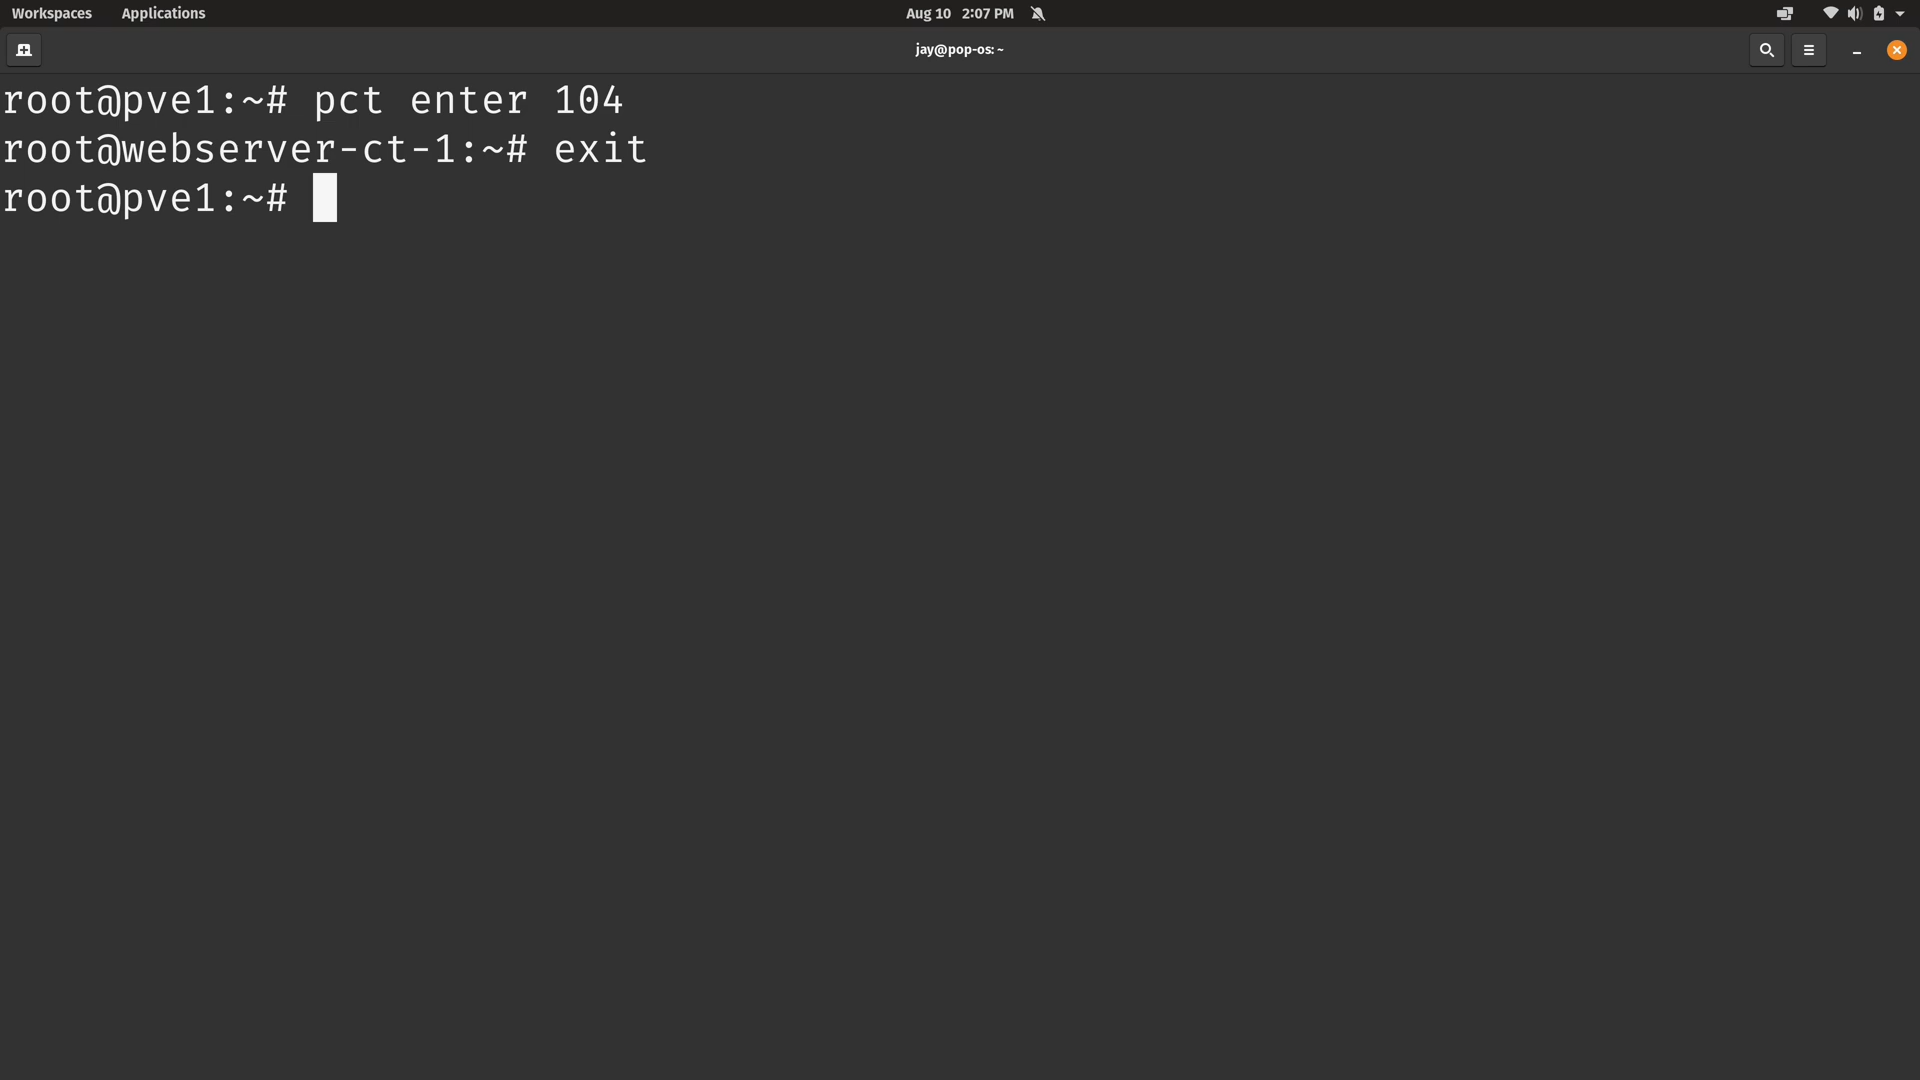 Workspaces Applications Aug 10 2:07 PM
jay@pop-os: ~
root@pve1:~# pct enter 104
root@webserver-ct-1:~# exit
root@pve1:~#